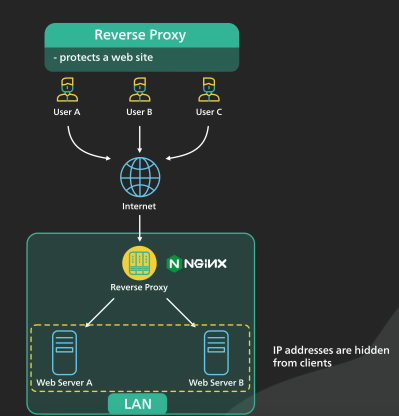 Reverse Proxy
- protects a web site
User A
User B
User C
Internet
NGiNX
Reverse Proxy
Web Server A
Web Server B
IP addresses are hidden
from clients
LAN